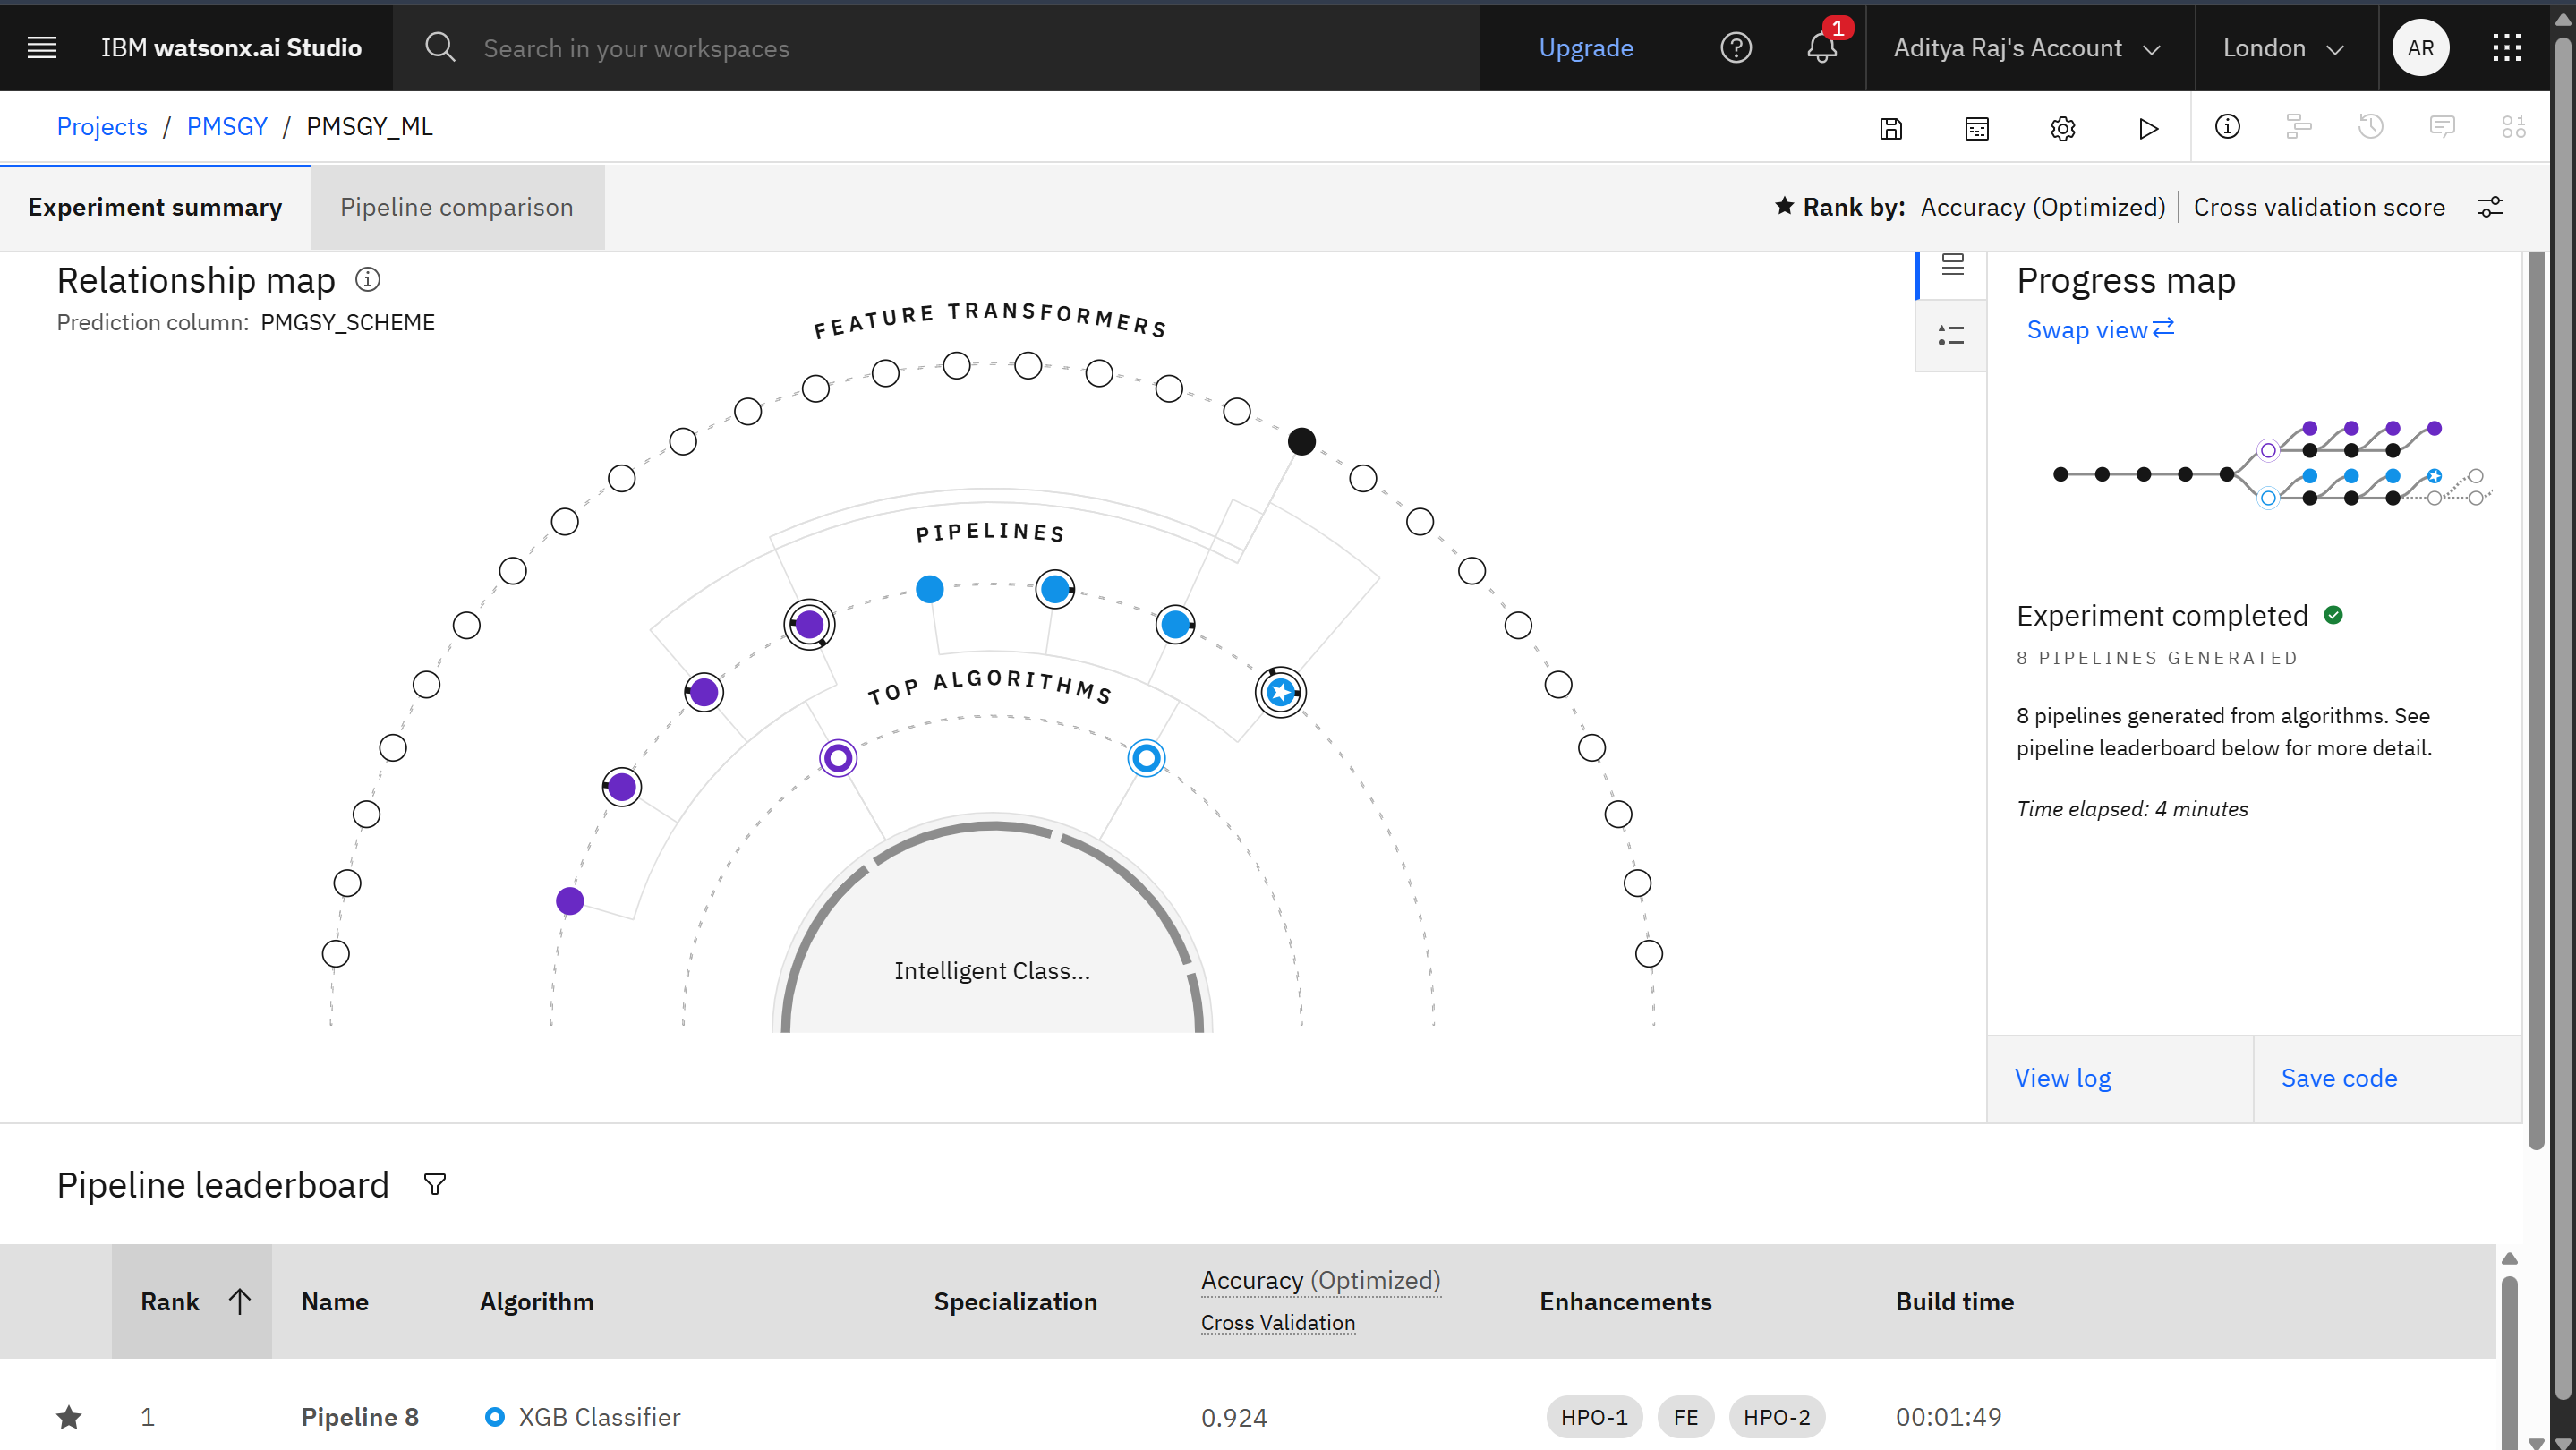 IBM watsonx.ai Studio
Search in your workspaces
Upgrade
1
Aditya Raj's Account
London
AR
Projects / PMSGY / PMSGY_ML
Experiment summary
Pipeline comparison
Rank by: Accuracy (Optimized) | Cross validation score
Relationship map
Prediction column: PMGSY_SCHEME
FEATURE TRANSFORMERS
PIPELINES
TOP ALGORITHMS
Intelligent Class...
Progress map
Swap view
Experiment completed
8 PIPELINES GENERATED
8 pipelines generated from algorithms. See
pipeline leaderboard below for more detail.
Time elapsed: 4 minutes
View log
Save code
Pipeline leaderboard
Rank
Name
Algorithm
Specialization
Accuracy (Optimized)
Cross Validation
Enhancements
Build time
1
Pipeline 8
XGB Classifier
0.924
HPO-1
FE
HPO-2
00:01:49